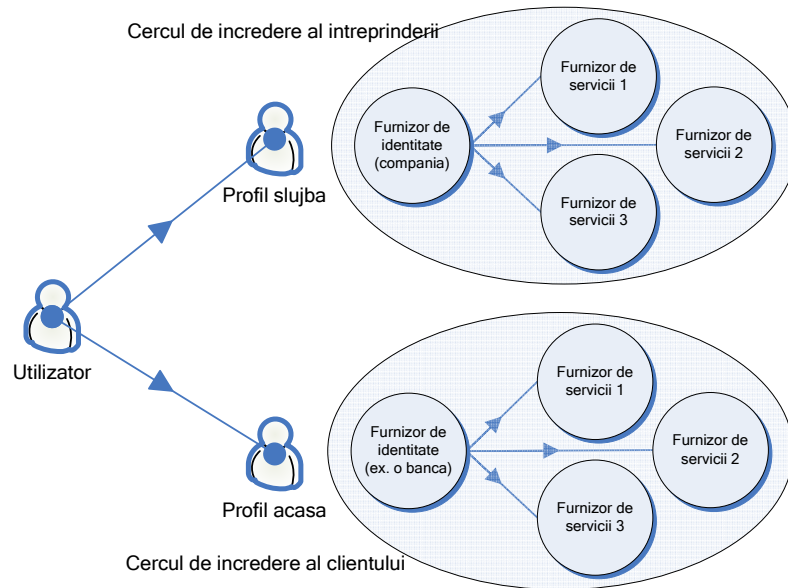 Cercul de incredere al intreprinderii
Furnizor de
servicii 1
Furnizor de
identitate
(compania)
Furnizor de
servicii 2
Furnizor de
servicii 3
Profil slujba
Utilizator
Furnizor de
servicii 1
Furnizor de
identitate
(ex. o banca)
Furnizor de
servicii 2
Furnizor de
servicii 3
Profil acasa
Cercul de incredere al clientului